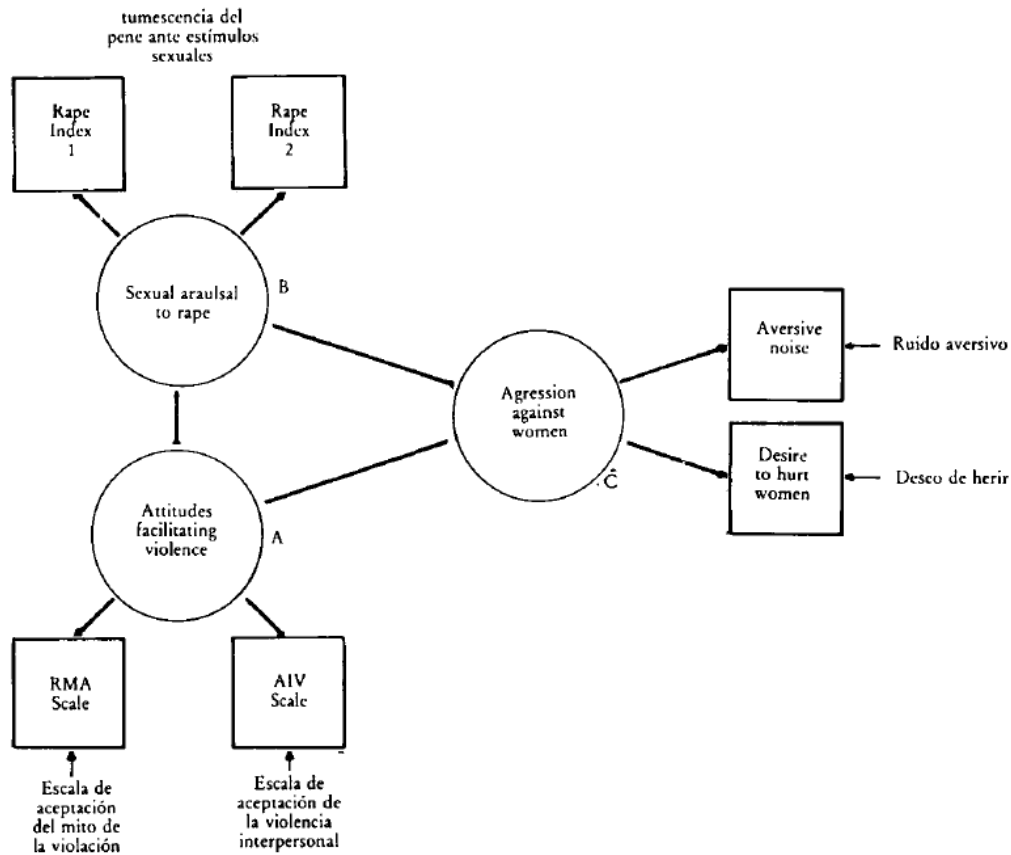 tumescencia del
pene ante estímulos
sexuales
Rape
Index
1
Rape
Index
2
Sexual araulsal
to rape
B
Aversive
noise
Ruido aversivo
Agression
against
women
C
Desire
to hurt
women
Deseo de herir
Attitudes
facilitating
violence
A
RMA
Scale
AIV
Scale
Escala de
aceptación
del mito de
la violación
Escala de
aceptación de
la violencia
interpersonal